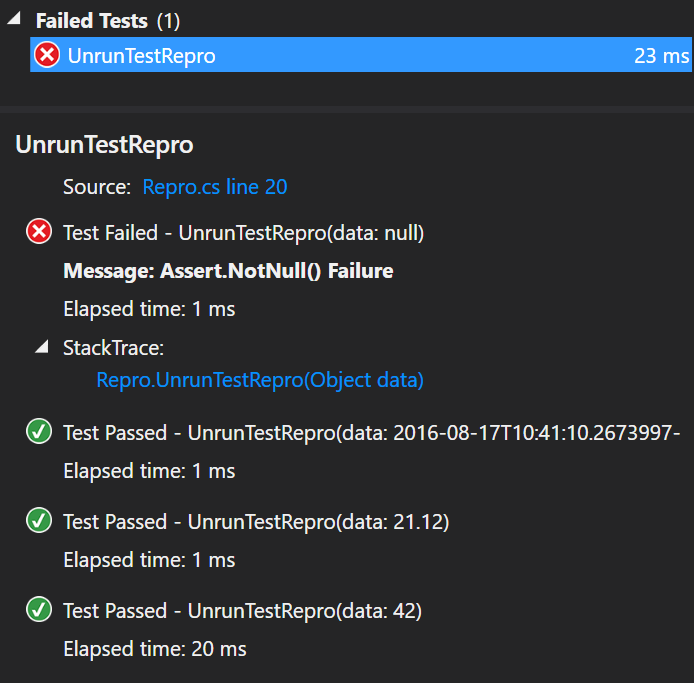 Failed Tests (1)
UnrunTestRepro 23 ms
UnrunTestRepro
Source: Repro.cs line 20
Test Failed - UnrunTestRepro(data: null)
Message: Assert.NotNull() Failure
Elapsed time: 1 ms
StackTrace:
Repro.UnrunTestRepro(Object data)
Test Passed - UnrunTestRepro(data: 2016-08-17T10:41:10.2673997-
Elapsed time: 1 ms
Test Passed - UnrunTestRepro(data: 21.12)
Elapsed time: 1 ms
Test Passed - UnrunTestRepro(data: 42)
Elapsed time: 20 ms